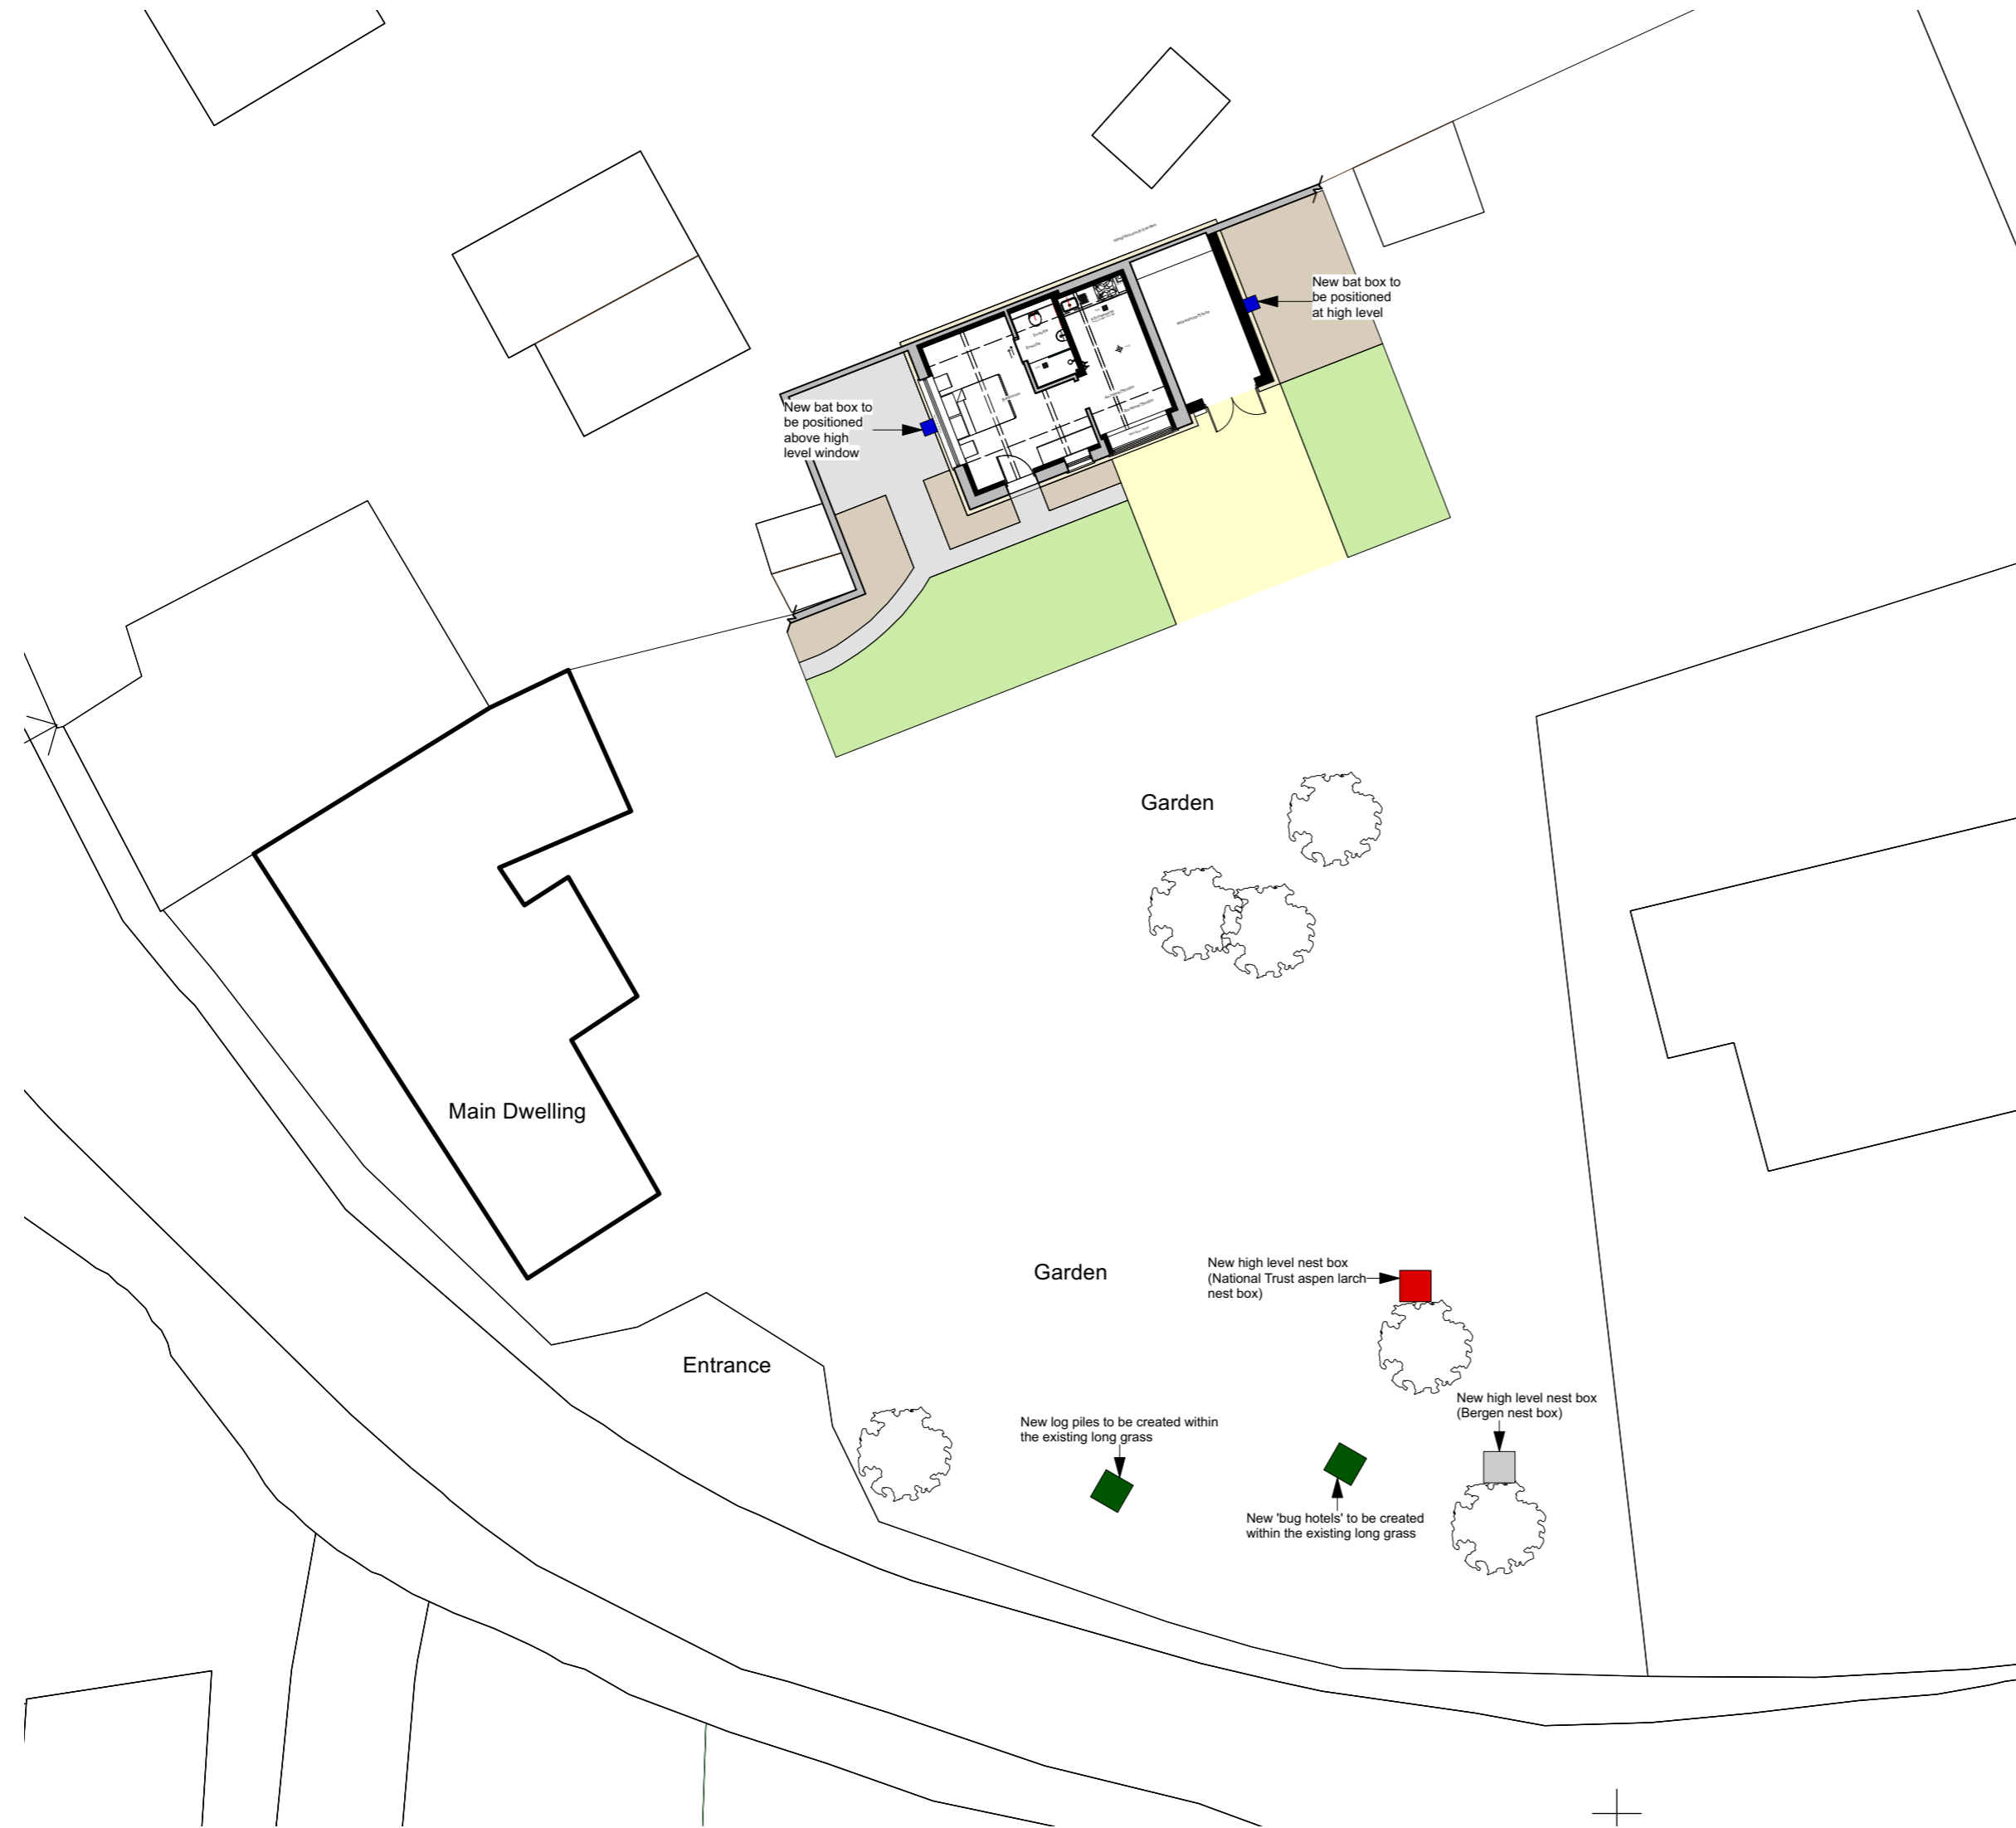 New bat box to
be positioned
at high level
New bat box to
be positioned
above high
level window
Garden
Main Dwelling
Garden
New high level nest box
(National Trust aspen larch
nest box)
Entrance
New high level nest box
(Bergen nest box)
New log piles to be created within
the existing long grass
New 'bug hotels' to be created
within the existing long grass